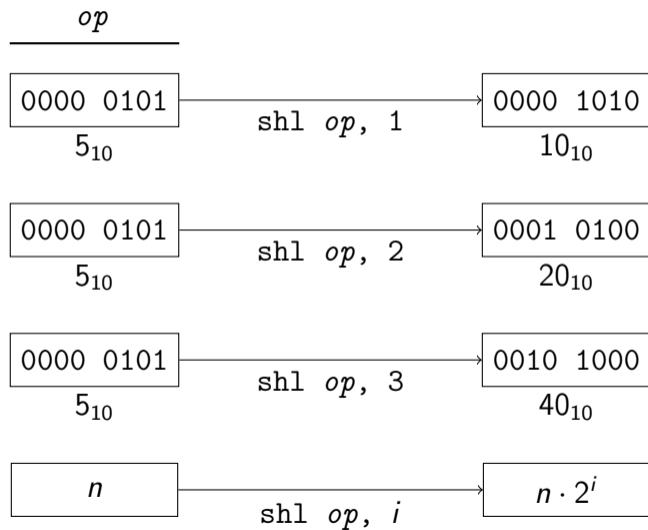 op
0000 0101 shl op, 1 0000 1010
5₁₀ 10₁₀
0000 0101 shl op, 2 0001 0100
5₁₀ 20₁₀
0000 0101 shl op, 3 0010 1000
5₁₀ 40₁₀
n shl op, i n · 2ⁱ